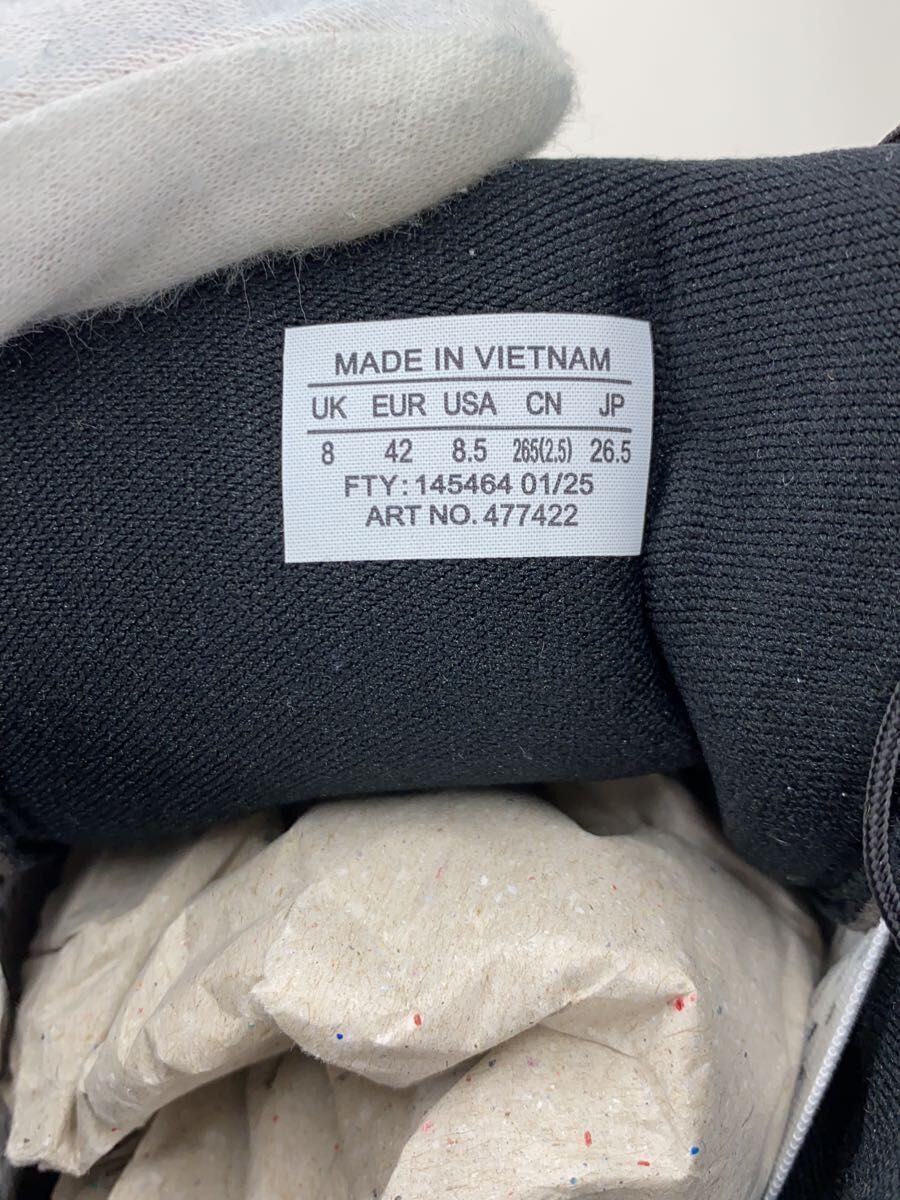 MADE IN VIETNAM
UK EUR USA CN JP
8 42 8.5 265(2.5) 26.5
FTY: 145464 01/25
ART NO. 477422